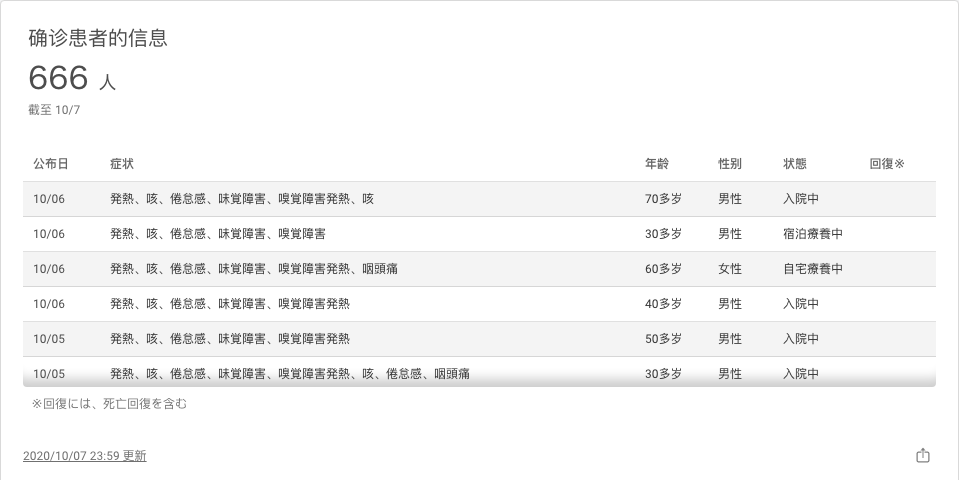 确诊患者的信息
666 人
截至 10/7
公布日 症状 年齢 性别 状態 回復※
10/06 発熱、咳、倦怠感、味覚障害、嗅覚障害発熱、咳 70多岁 男性 入院中
10/06 発熱、咳、倦怠感、味覚障害、嗅覚障害 30多岁 男性 宿泊療養中
10/06 発熱、咳、倦怠感、味覚障害、嗅覚障害発熱、咽頭痛 60多岁 女性 自宅療養中
10/06 発熱、咳、倦怠感、味覚障害、嗅覚障害発熱 40多岁 男性 入院中
10/05 発熱、咳、倦怠感、味覚障害、嗅覚障害発熱 50多岁 男性 入院中
10/05 発熱、咳、倦怠感、味覚障害、嗅覚障害発熱、咳、倦怠感、咽頭痛 30多岁 男性 入院中
※回復には、死亡回復を含む
2020/10/07 23:59 更新